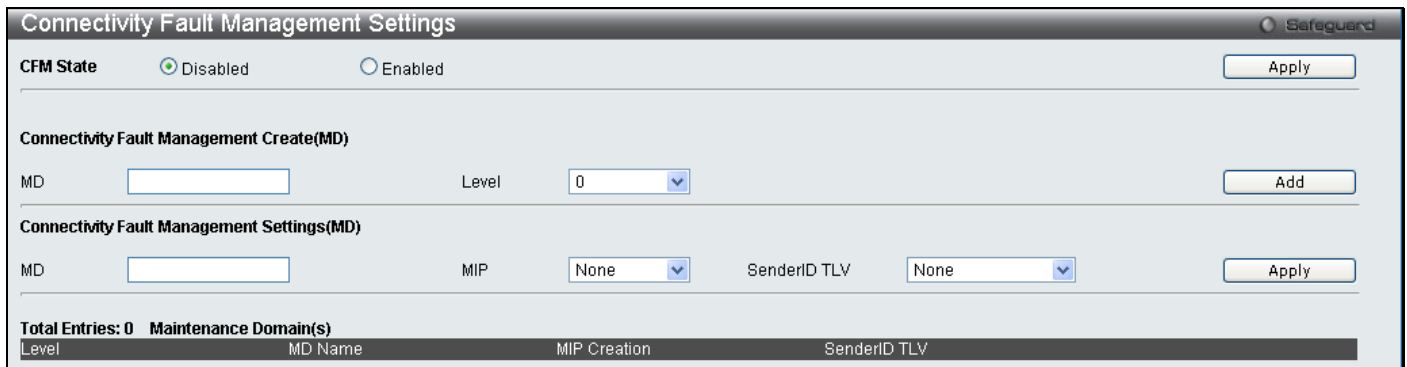 Connectivity Fault Management Settings Safeguard
CFM State Disabled Enabled Apply
Connectivity Fault Management Create(MD)
MD Level 0 Add
Connectivity Fault Management Settings(MD)
MD MIP None SenderID TLV None Apply
Total Entries: 0 Maintenance Domain(s)
Level MD Name MIP Creation SenderID TLV